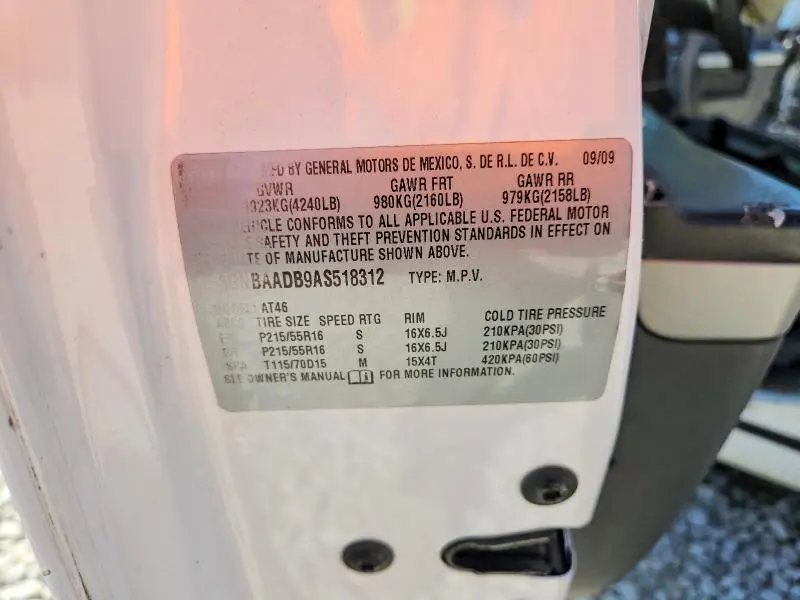 BY GENERAL MOTORS DE MEXICO, S. DE R.L. DE C.V. 09/09
GVWR GAWR FRT GAWR RR
1923KG(4240LB) 980KG(2160LB) 979KG(2158LB)
CONFORMS TO ALL APPLICABLE U.S. FEDERAL MOTOR
SAFETY AND THEFT PREVENTION STANDARDS IN EFFECT ON
OF MANUFACTURE SHOWN ABOVE.
BAADB9AS518312 TYPE: M.P.V.
AT46
TIRE SIZE SPEED RTG RIM COLD TIRE PRESSURE
P215/55R16 S 16X6.5J 210KPA(30PSI)
P215/55R16 S 16X6.5J 210KPA(30PSI)
T115/70D15 M 15X4T 420KPA(60PSI)
SEE OWNER'S MANUAL FOR MORE INFORMATION.